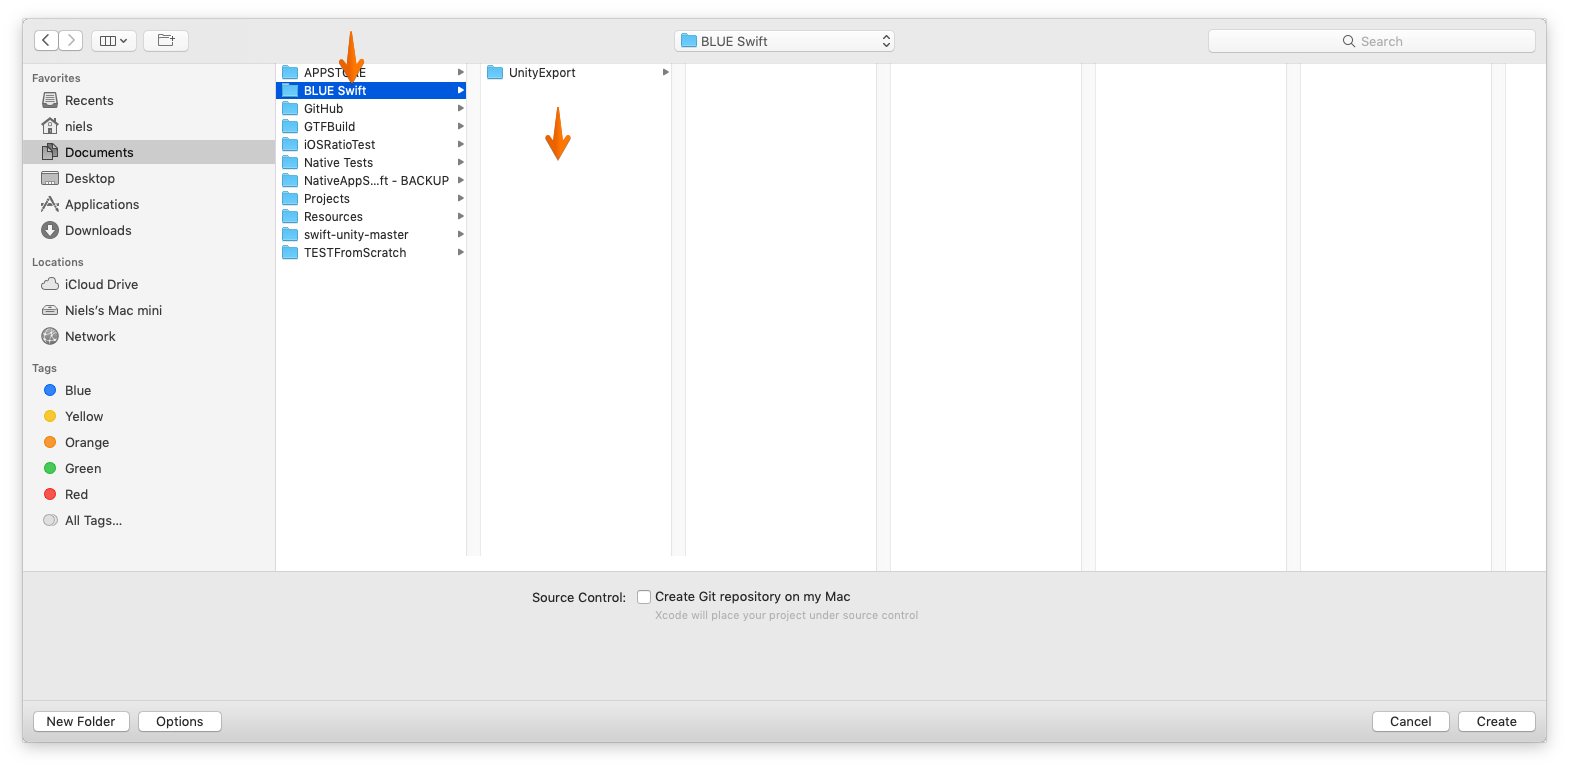 BLUE Swift
Search
Favorites
Recents
niels
Documents
Desktop
Applications
Downloads
Locations
iCloud Drive
Niels's Mac mini
Network
Tags
Blue
Yellow
Orange
Green
Red
All Tags...
APPSTORE
BLUE Swift
GitHub
GTFBuild
iOSRatioTest
Native Tests
NativeAppS...ft - BACKUP
Projects
Resources
swift-unity-master
TESTFromScratch
UnityExport
Source Control: Create Git repository on my Mac
Xcode will place your project under source control
New Folder
Options
Cancel
Create